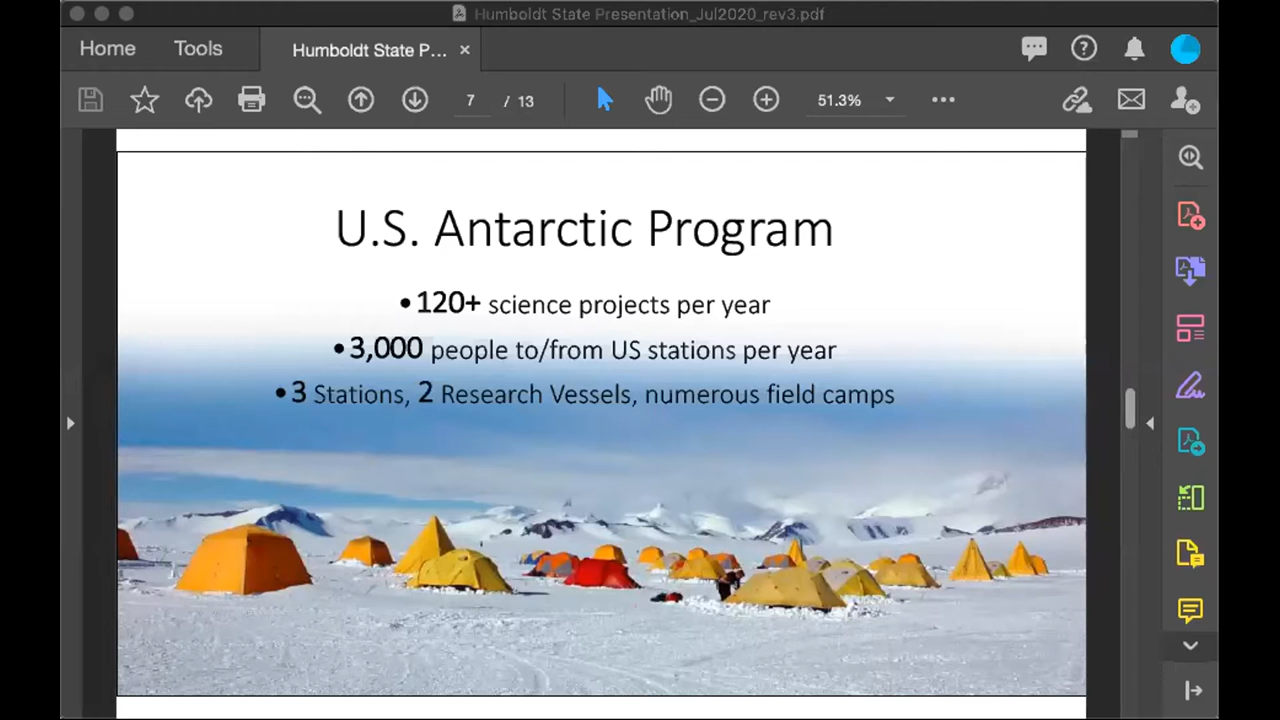 Humboldt State Presentation_Jul2020_rev3.pdf
Home Tools Humboldt State P... ×
7 / 13 51.3%
U.S. Antarctic Program
•120+ science projects per year
•3,000 people to/from US stations per year
•3 Stations, 2 Research Vessels, numerous field camps